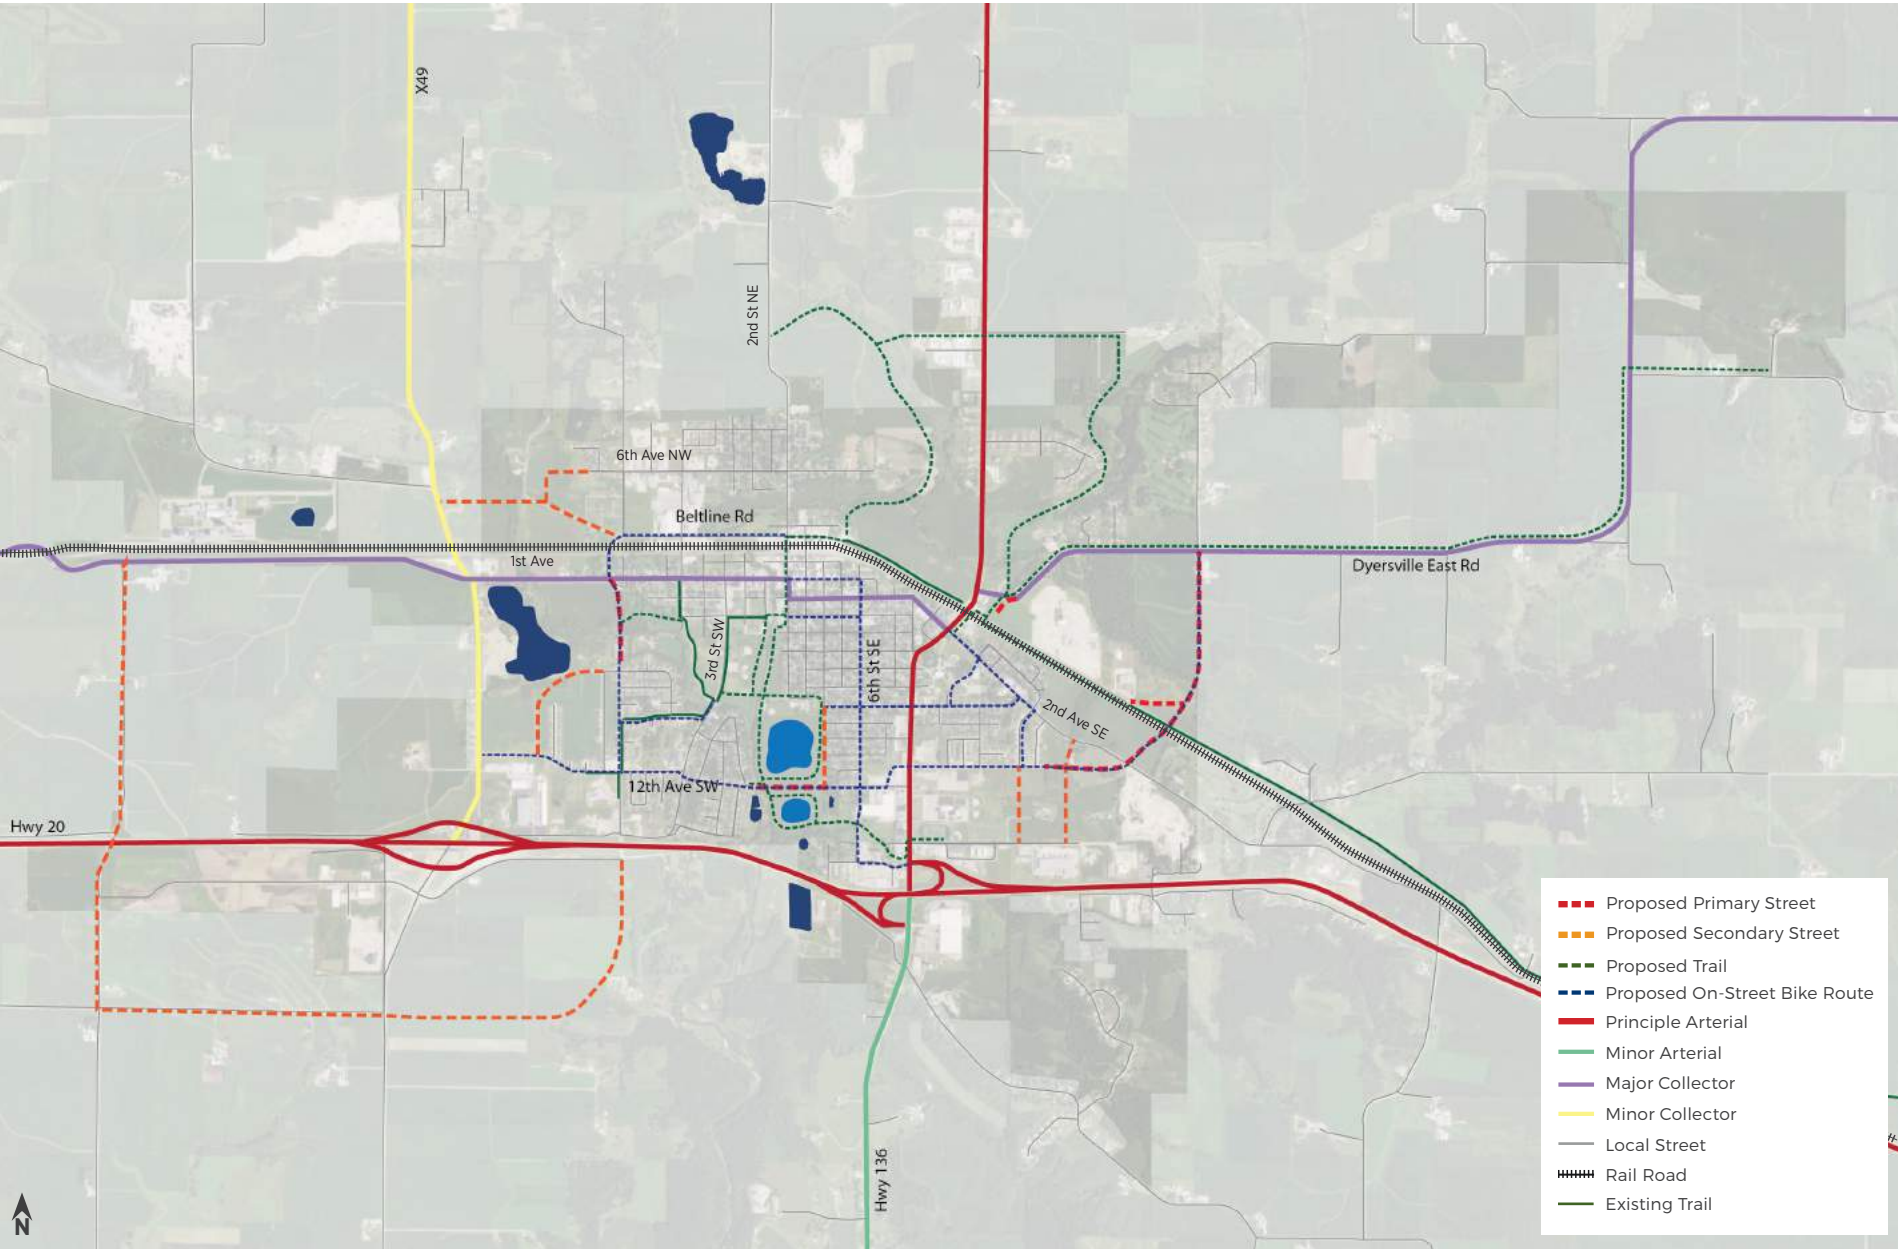 X49
2nd St NE
6th Ave NW
Beltline Rd
1st Ave
Dyersville East Rd
3rd St SW
6th St SE
2nd Ave SE
12th Ave SW
Hwy 20
Hwy 136
N
Proposed Primary Street
Proposed Secondary Street
Proposed Trail
Proposed On-Street Bike Route
Principle Arterial
Minor Arterial
Major Collector
Minor Collector
Local Street
Rail Road
Existing Trail